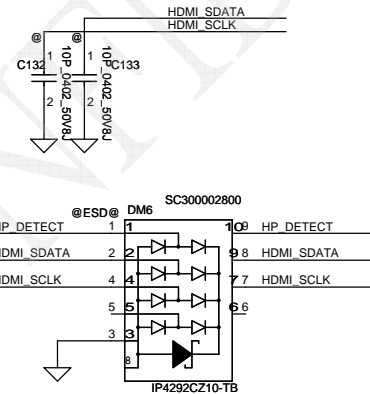 HDMI_SDATA
HDMI_SCLK
@ @
1 1
C132 10P_0402_50V8J C133 10P_0402_50V8J
2 2
SC300002800
@ESD@ DM6
HP_DETECT 1 1 10 9 HP_DETECT
HDMI_SDATA 2 2 9 8 HDMI_SDATA
HDMI_SCLK 4 4 7 7 HDMI_SCLK
5 5 6 6
3 3
8
IP4292CZ10-TB